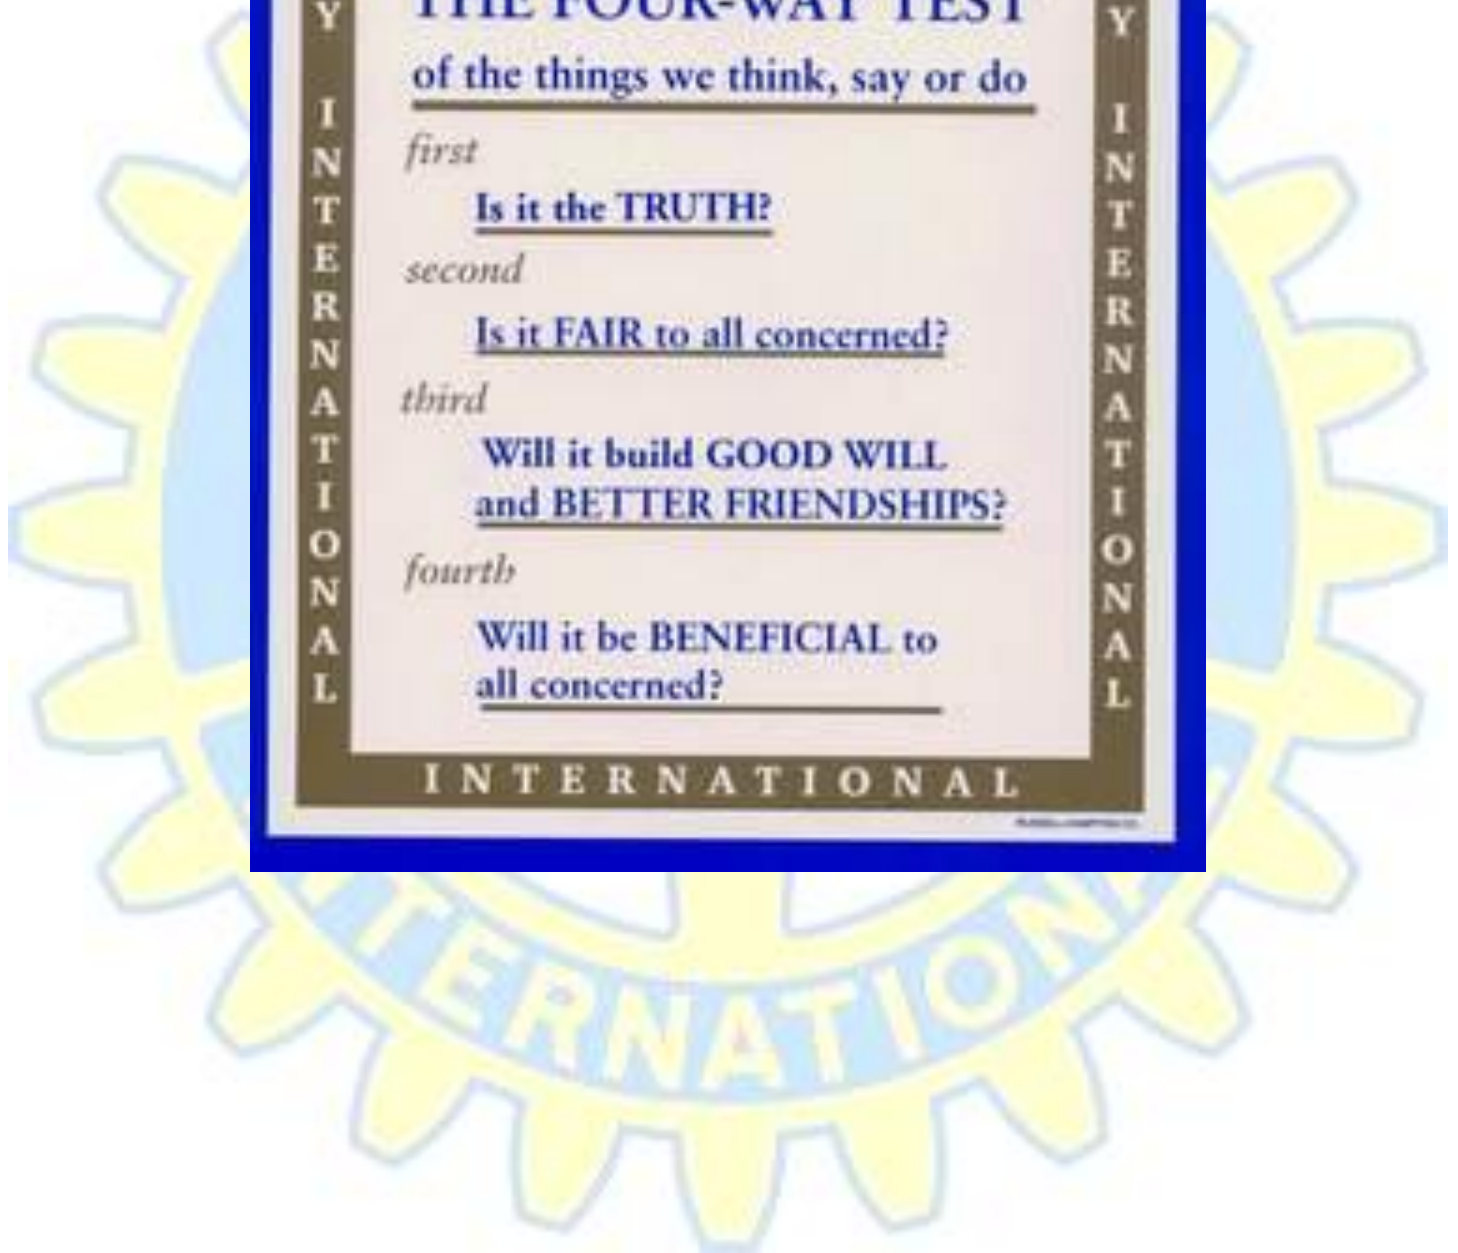 THE FOUR-WAY TEST
of the things we think, say or do
first
Is it the TRUTH?
second
Is it FAIR to all concerned?
third
Will it build GOOD WILL
and BETTER FRIENDSHIPS?
fourth
Will it be BENEFICIAL to
all concerned?
Y INTERNATIONAL
Y INTERNATIONAL
INTERNATIONAL
TERNATION